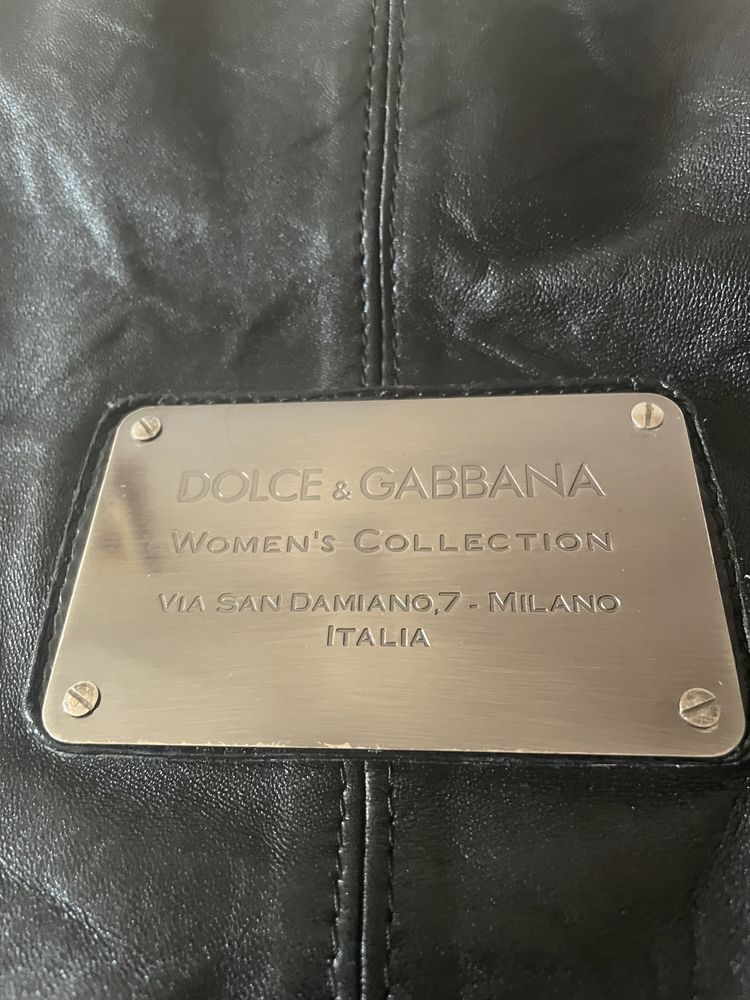 DOLCE & GABBANA
WOMEN'S COLLECTION
VIA SAN DAMIANO,7 - MILANO
ITALIA